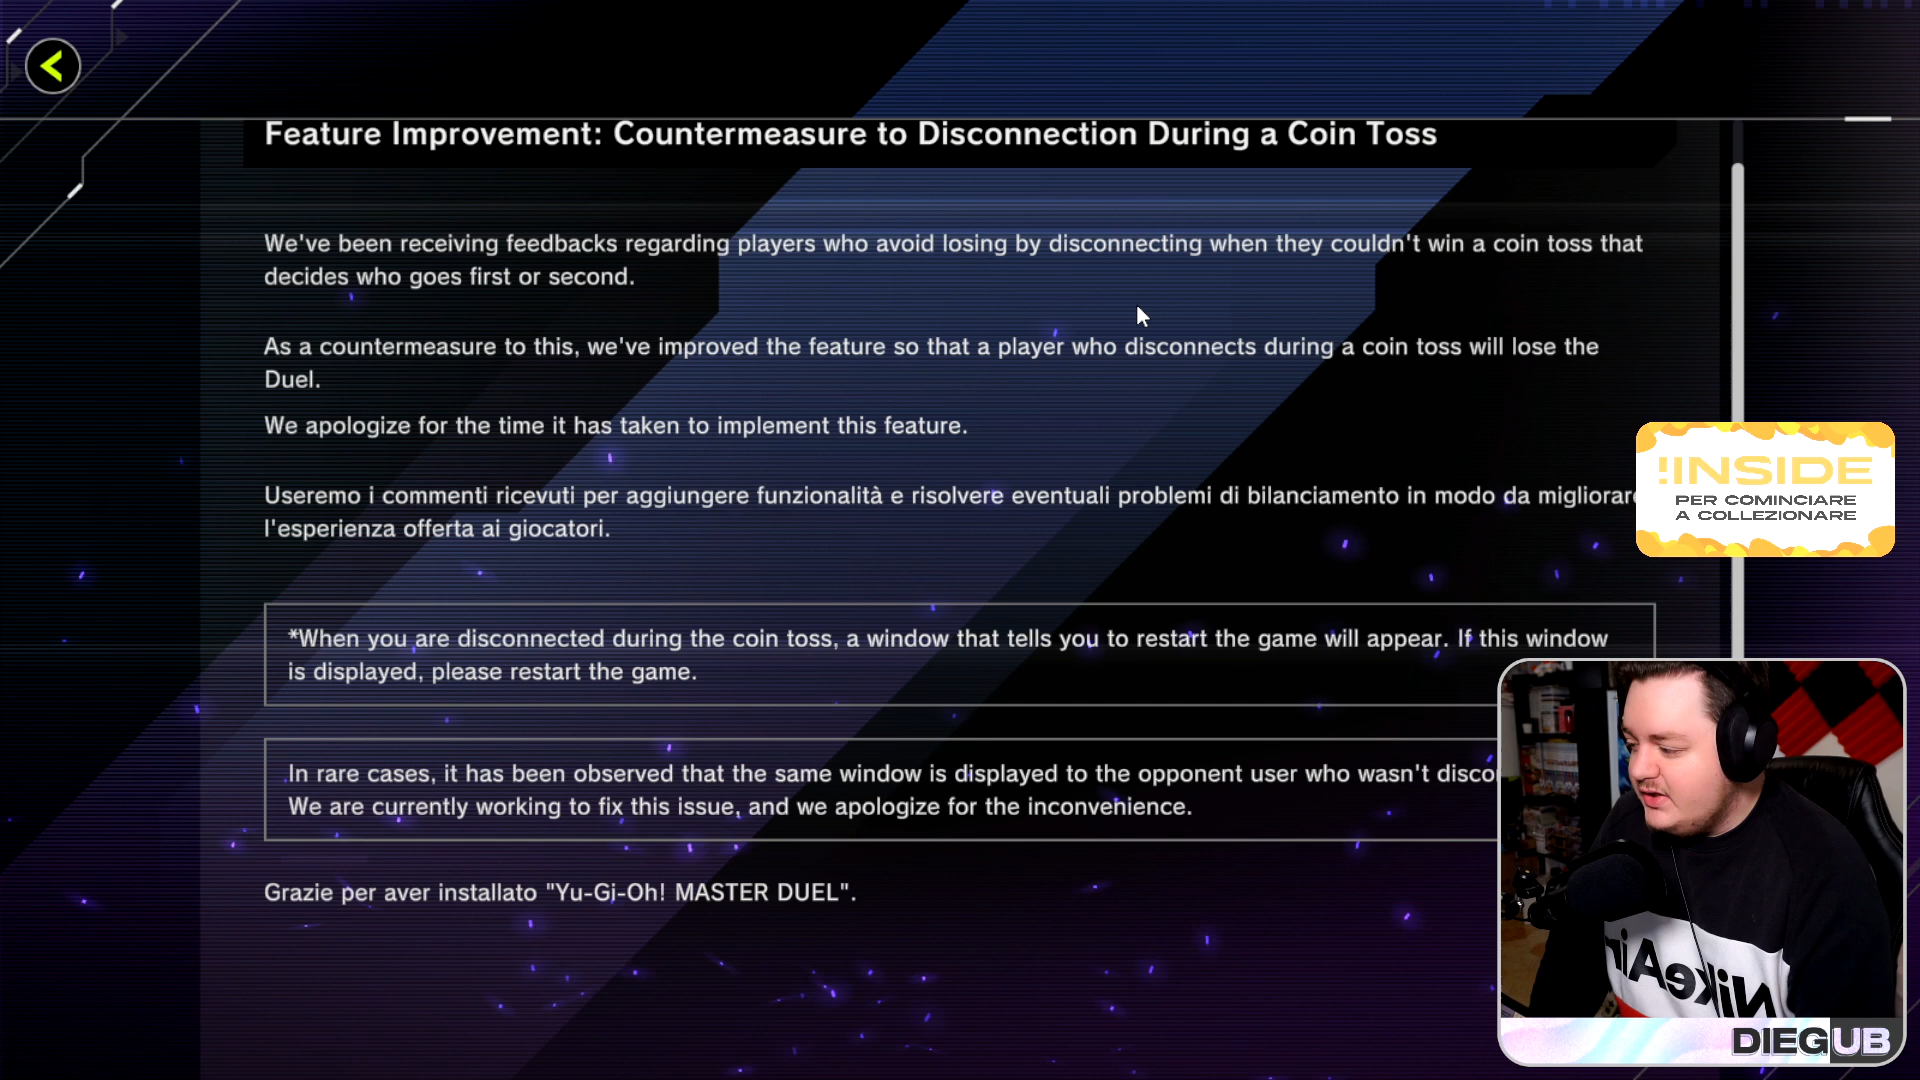 Feature Improvement: Countermeasure to Disconnection During a Coin Toss
We've been receiving feedbacks regarding players who avoid losing by disconnecting when they couldn't win a coin toss that
decides who goes first or second.
As a countermeasure to this, we've improved the feature so that a player who disconnects during a coin toss will lose the
Duel.
We apologize for the time it has taken to implement this feature.
Useremo i commenti ricevuti per aggiungere funzionalità e risolvere eventuali problemi di bilanciamento in modo da migliorare
l'esperienza offerta ai giocatori.
!INSIDE
PER COMINCIARE
A COLLEZIONARE
*When you are disconnected during the coin toss, a window that tells you to restart the game will appear. If this window
is displayed, please restart the game.
In rare cases, it has been observed that the same window is displayed to the opponent user who wasn't
We are currently working to fix this issue, and we apologize for the inconvenience.
Grazie per aver installato "Yu-Gi-Oh! MASTER DUEL".
Nike Air
DIEGUB